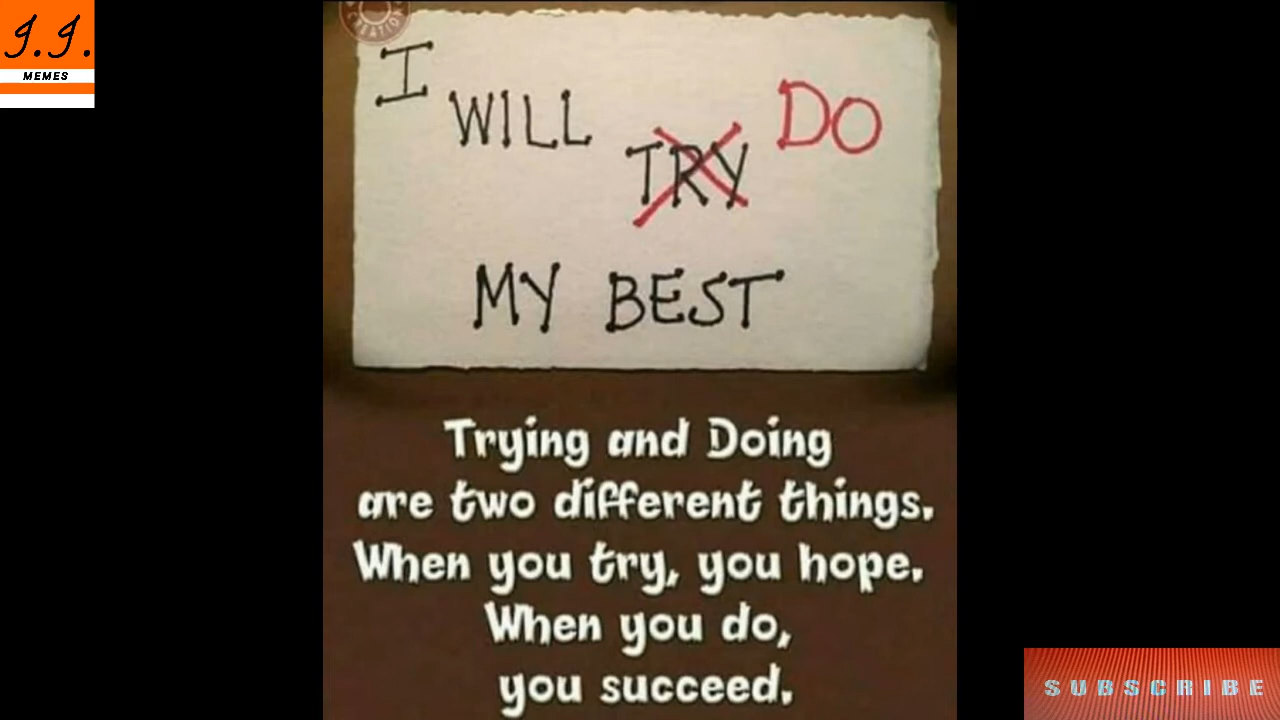 J.J.
MEMES
CREATION
I WILL TRY DO
MY BEST
Trying and Doing
are two different things.
When you try, you hope.
When you do,
you succeed.
SUBSCRIBE